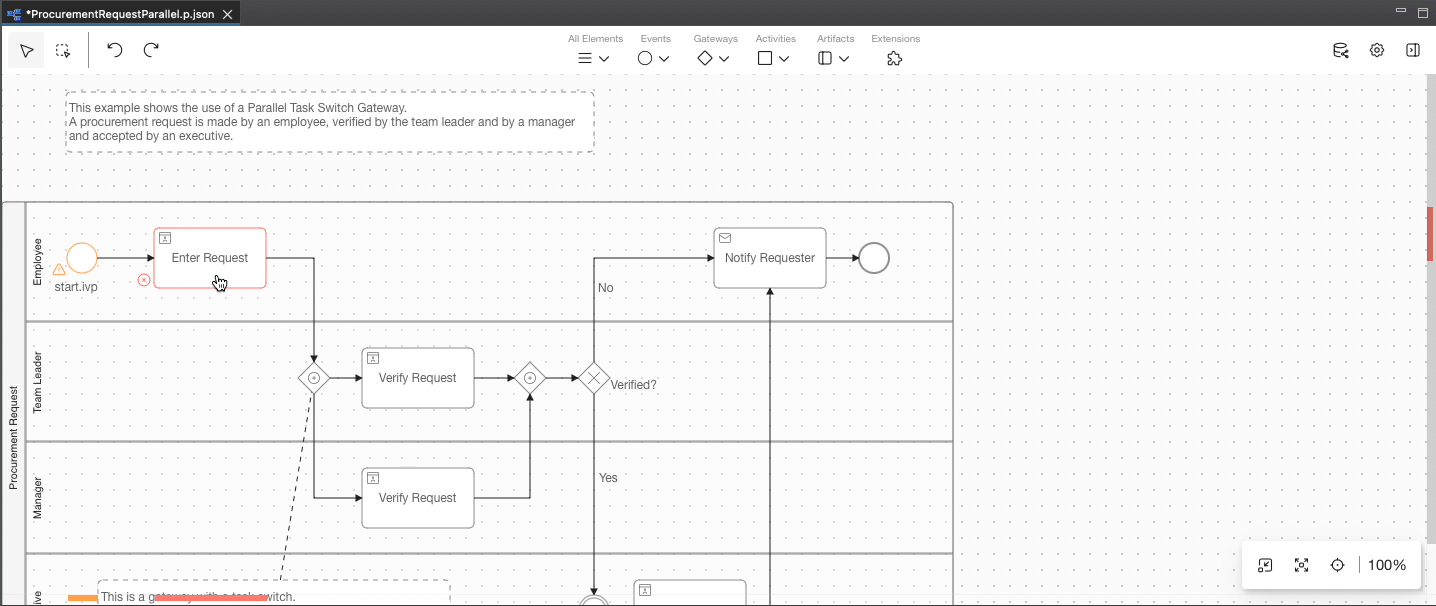 *ProcurementRequestParallel.p.json
All Elements
Events
Gateways
Activities
Artifacts
Extensions
This example shows the use of a Parallel Task Switch Gateway.
A procurement request is made by an employee, verified by the team leader and by a manager
and accepted by an executive.
Procurement Request
Employee
start.ivp
Enter Request
Notify Requester
No
Team Leader
Verify Request
Verified?
Manager
Verify Request
Yes
ive
This is a gateway with a task switch.
100%